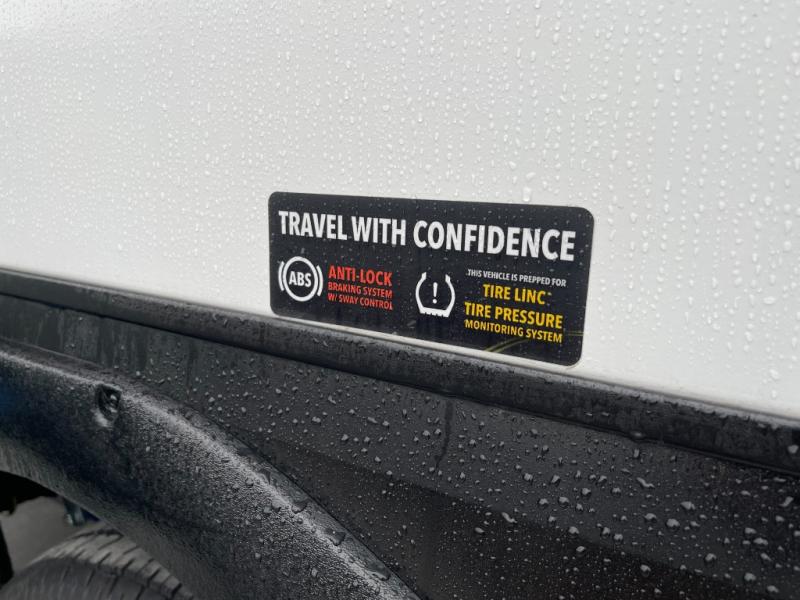 TRAVEL WITH CONFIDENCE
ABS
ANTI-LOCK
BRAKING SYSTEM
W/ SWAY CONTROL
!
THIS VEHICLE IS PREPPED FOR
TIRE LINC™
TIRE PRESSURE
MONITORING SYSTEM